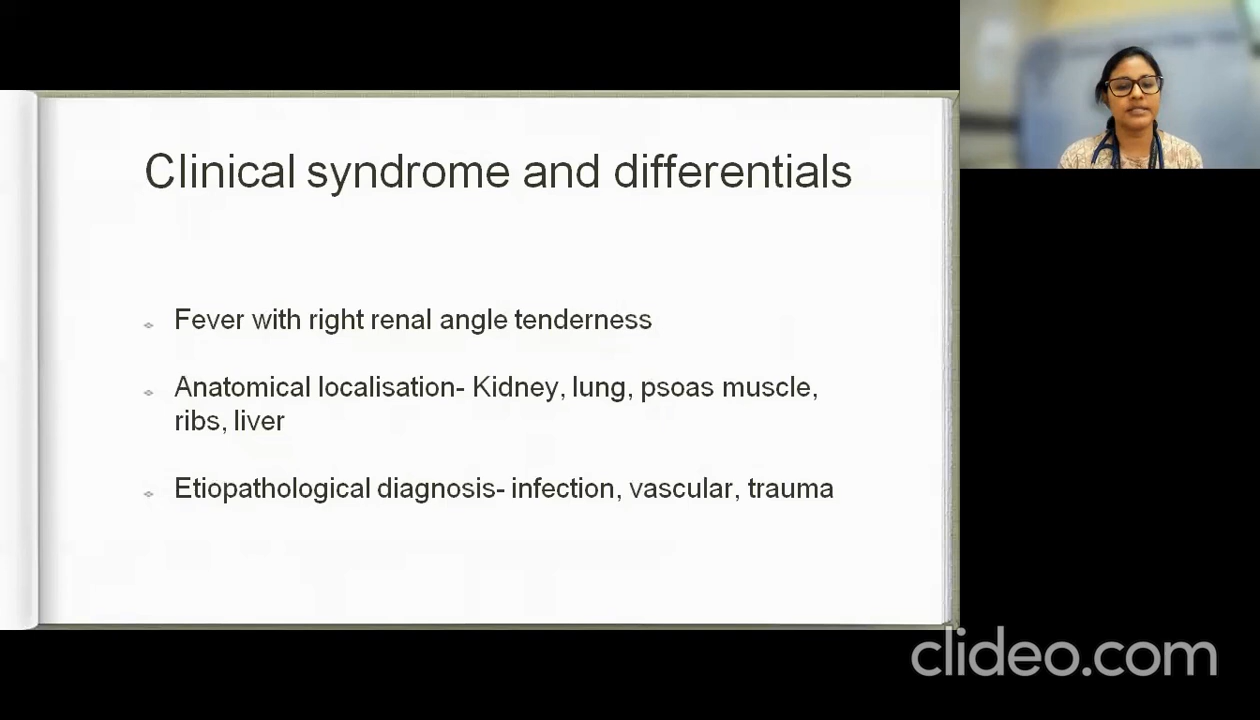 Clinical syndrome and differentials
Fever with right renal angle tenderness
Anatomical localisation- Kidney, lung, psoas muscle,
ribs, liver
Etiopathological diagnosis- infection, vascular, trauma
clideo.com